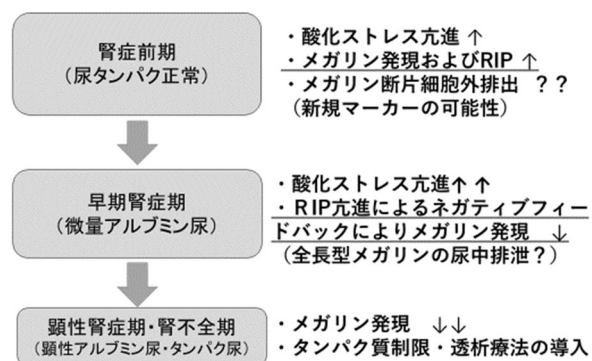 腎症前期
(尿タンパク正常)
・酸化ストレス亢進 ↑
・メガリン発現およびRIP ↑
・メガリン断片細胞外排出 ??
(新規マーカーの可能性)
早期腎症期
(微量アルブミン尿)
・酸化ストレス亢進↑ ↑
・RIP亢進によるネガティブフィー
ドバックによりメガリン発現 ↓
(全長型メガリンの尿中排泄?)
顕性腎症期・腎不全期
(顕性アルブミン尿・タンパク尿)
・メガリン発現 ↓↓
・タンパク質制限・透析療法の導入